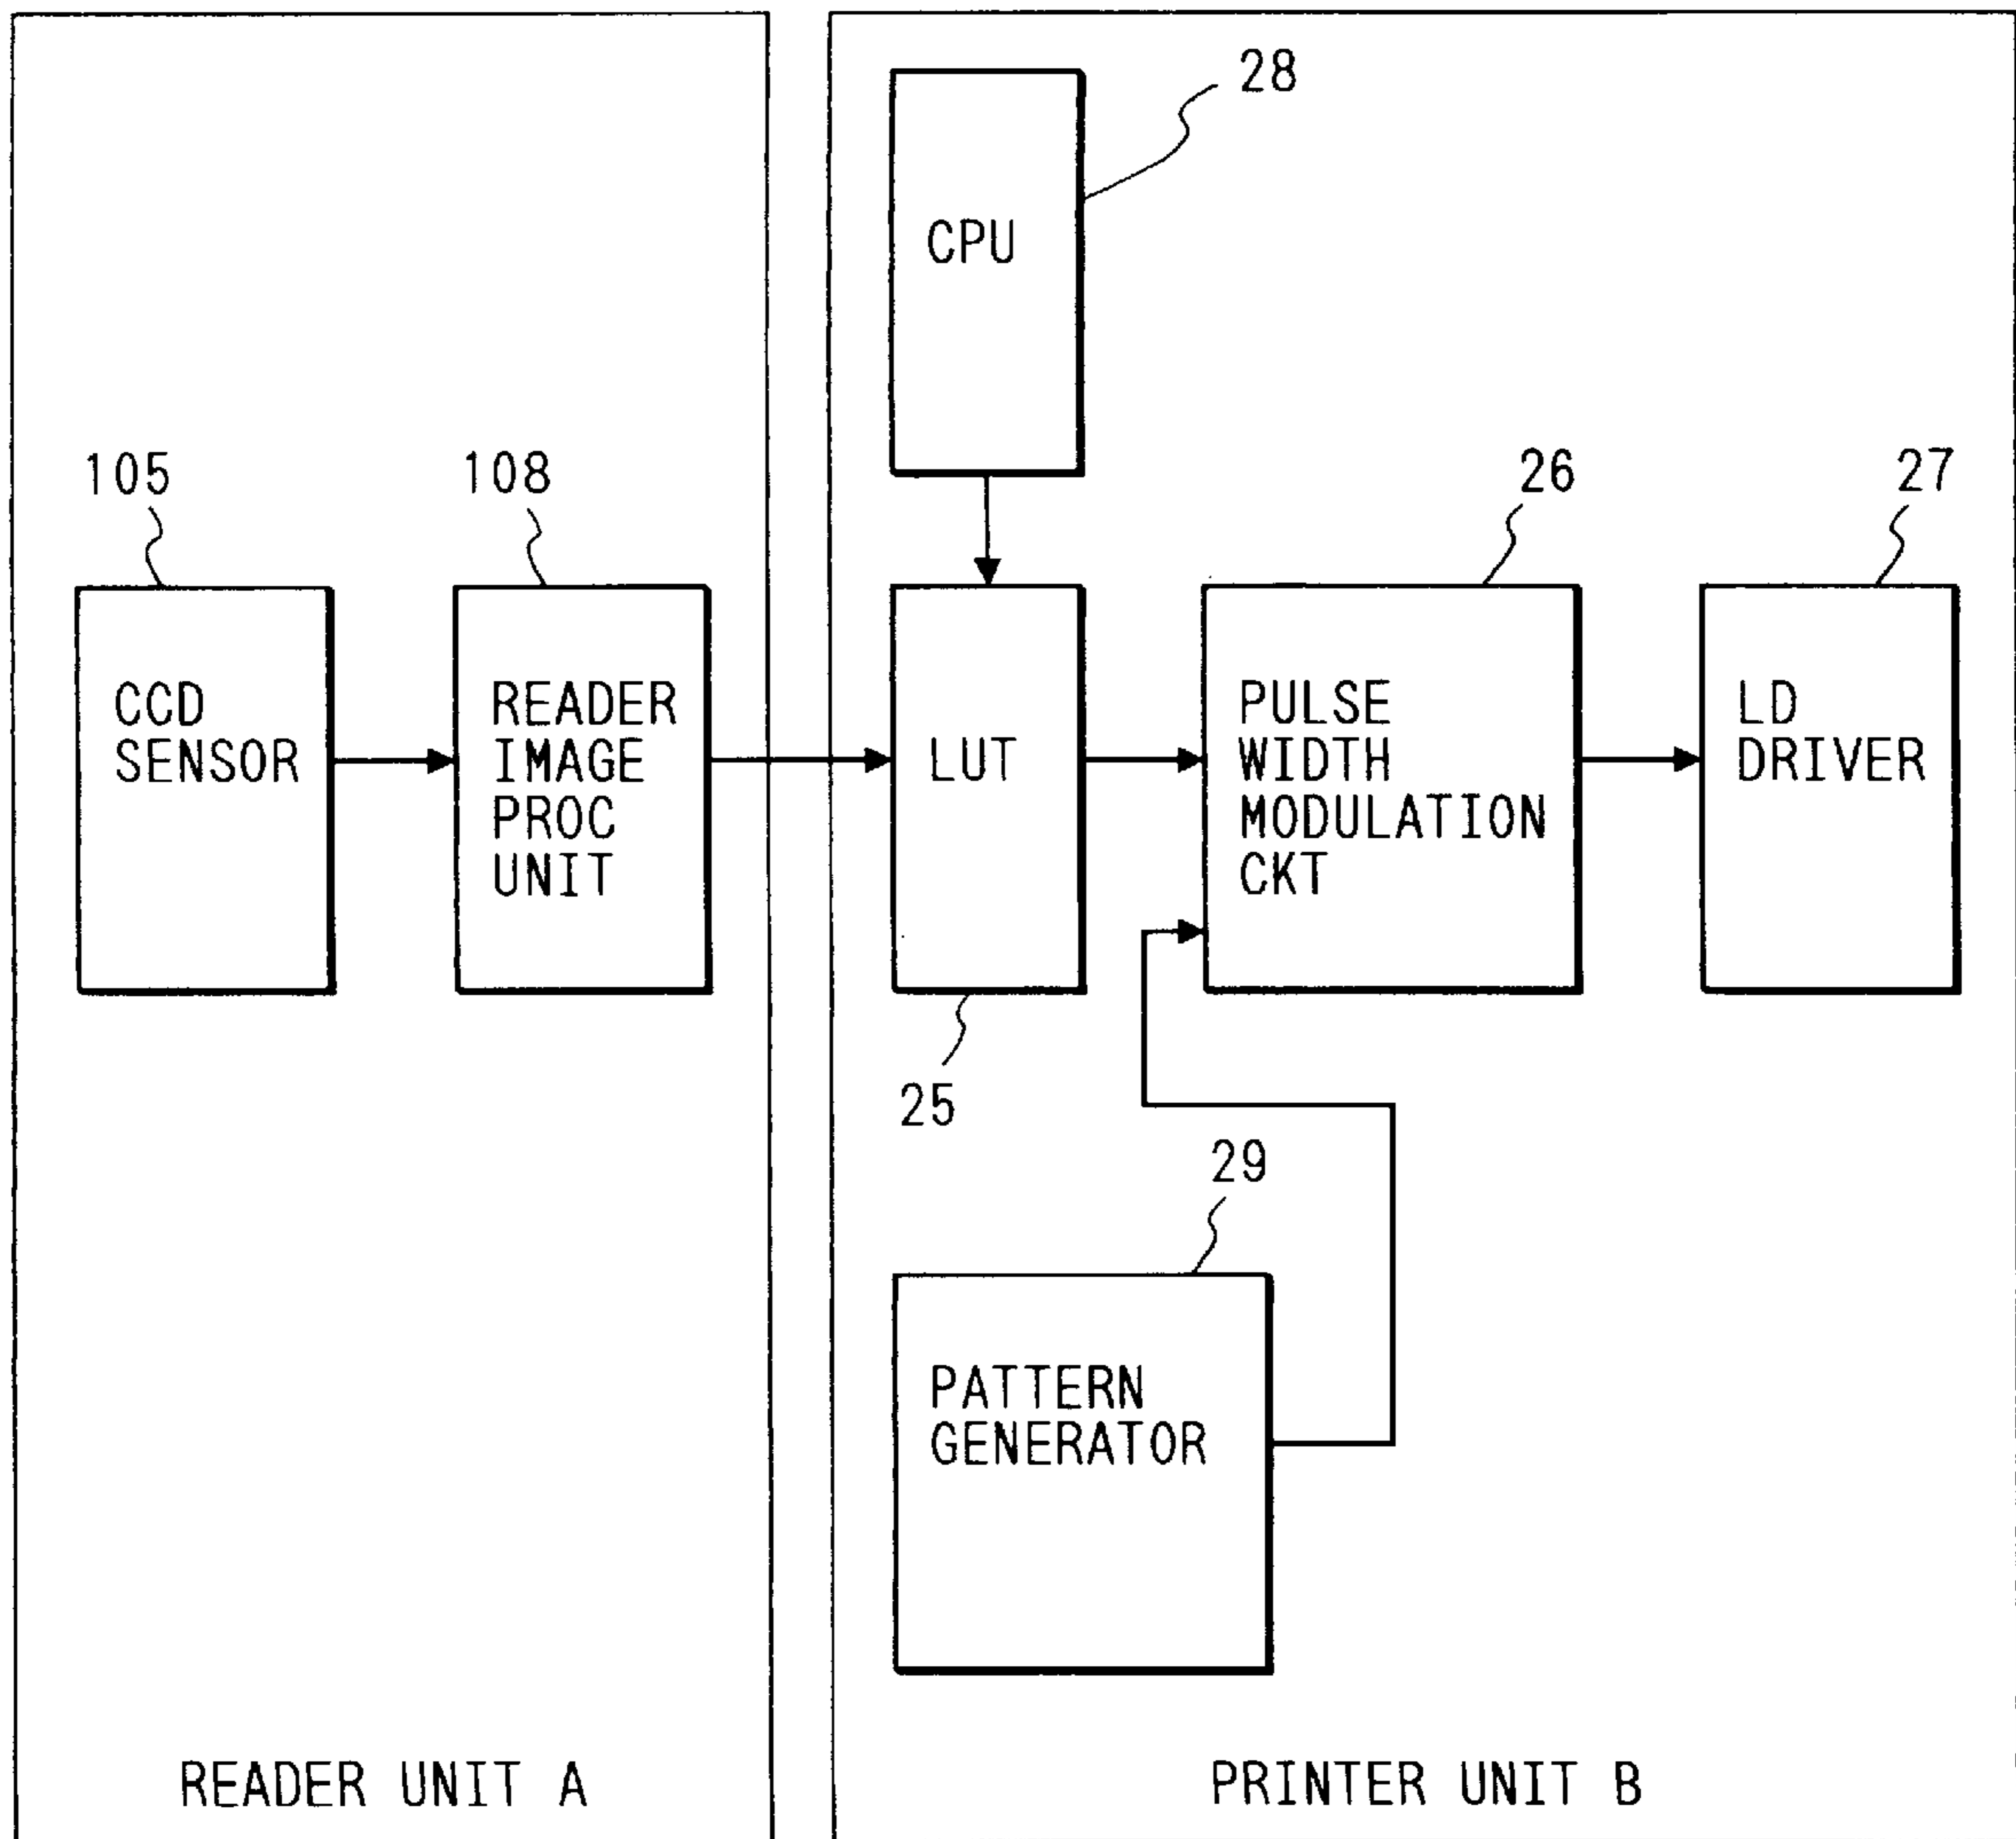 28
CPU
105
108
26
27
CCD
SENSOR
READER
IMAGE
PROC
UNIT
LUT
PULSE
WIDTH
MODULATION
CKT
LD
DRIVER
25
29
PATTERN
GENERATOR
READER UNIT A
PRINTER UNIT B